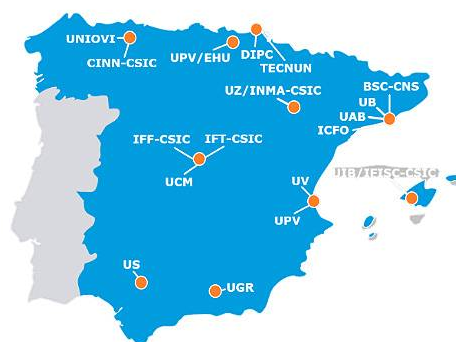 UNIOVI
CINN-CSIC
UPV/EHU
DIPC
TECNUN
UZ/INMA-CSIC
BSC-CNS
UB
UAB
ICFO
IFF-CSIC
IFT-CSIC
UCM
UIB/IFISC-CSIC
UV
UPV
US
UGR